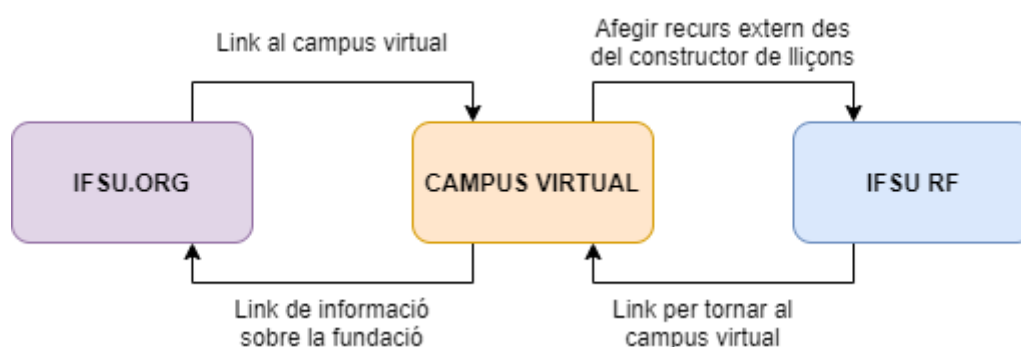 Link al campus virtual
Afegir recurs extern des
del constructor de lliçons
IFSU.ORG
CAMPUS VIRTUAL
IFSU RF
Link de informació
sobre la fundació
Link per tornar al
campus virtual